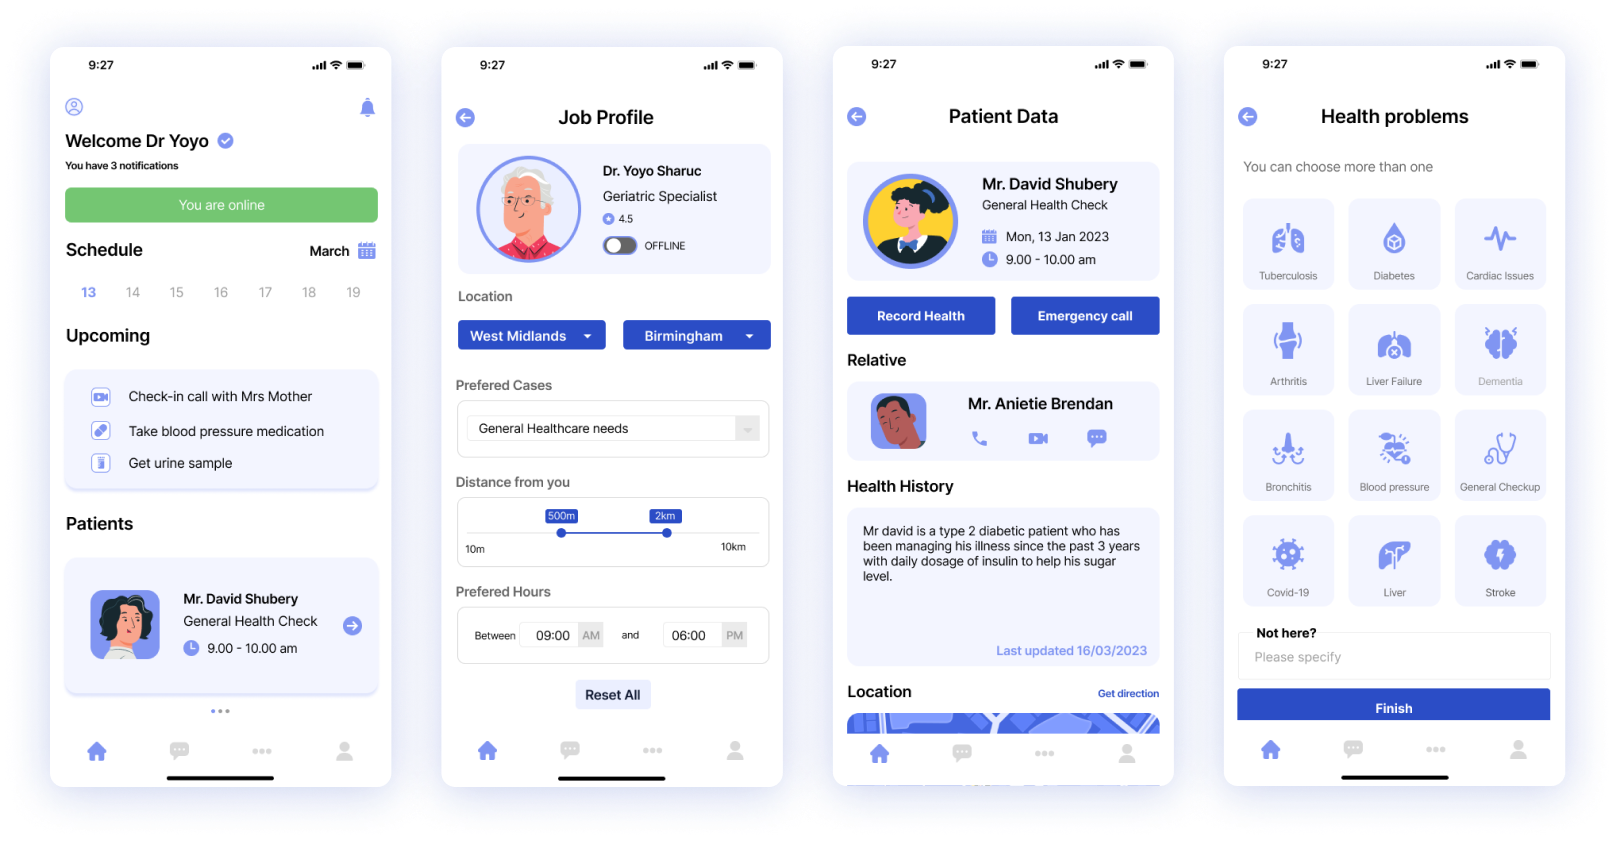 9:27
Welcome Dr Yoyo
You have 3 notifications
You are online
Schedule
March
13 14 15 16 17 18 19
Upcoming
Check-in call with Mrs Mother
Take blood pressure medication
Get urine sample
Patients
Mr. David Shubery
General Health Check
9.00 - 10.00 am
9:27
Job Profile
Dr. Yoyo Sharuc
Geriatric Specialist
4.5
OFFLINE
Location
West Midlands
Birmingham
Prefered Cases
General Healthcare needs
Distance from you
500m 2km
10m 10km
Prefered Hours
Between 09:00 AM and 06:00 PM
Reset All
9:27
Patient Data
Mr. David Shubery
General Health Check
Mon, 13 Jan 2023
9.00 - 10.00 am
Record Health
Emergency call
Relative
Mr. Anietie Brendan
Health History
Mr david is a type 2 diabetic patient who has
been managing his illness since the past 3 years
with daily dosage of insulin to help his sugar
level.
Last updated 16/03/2023
Location
Get direction
9:27
Health problems
You can choose more than one
Tuberculosis
Diabetes
Cardiac Issues
Arthritis
Liver Failure
Dementia
Bronchitis
Blood pressure
General Checkup
Covid-19
Liver
Stroke
Not here?
Please specify
Finish